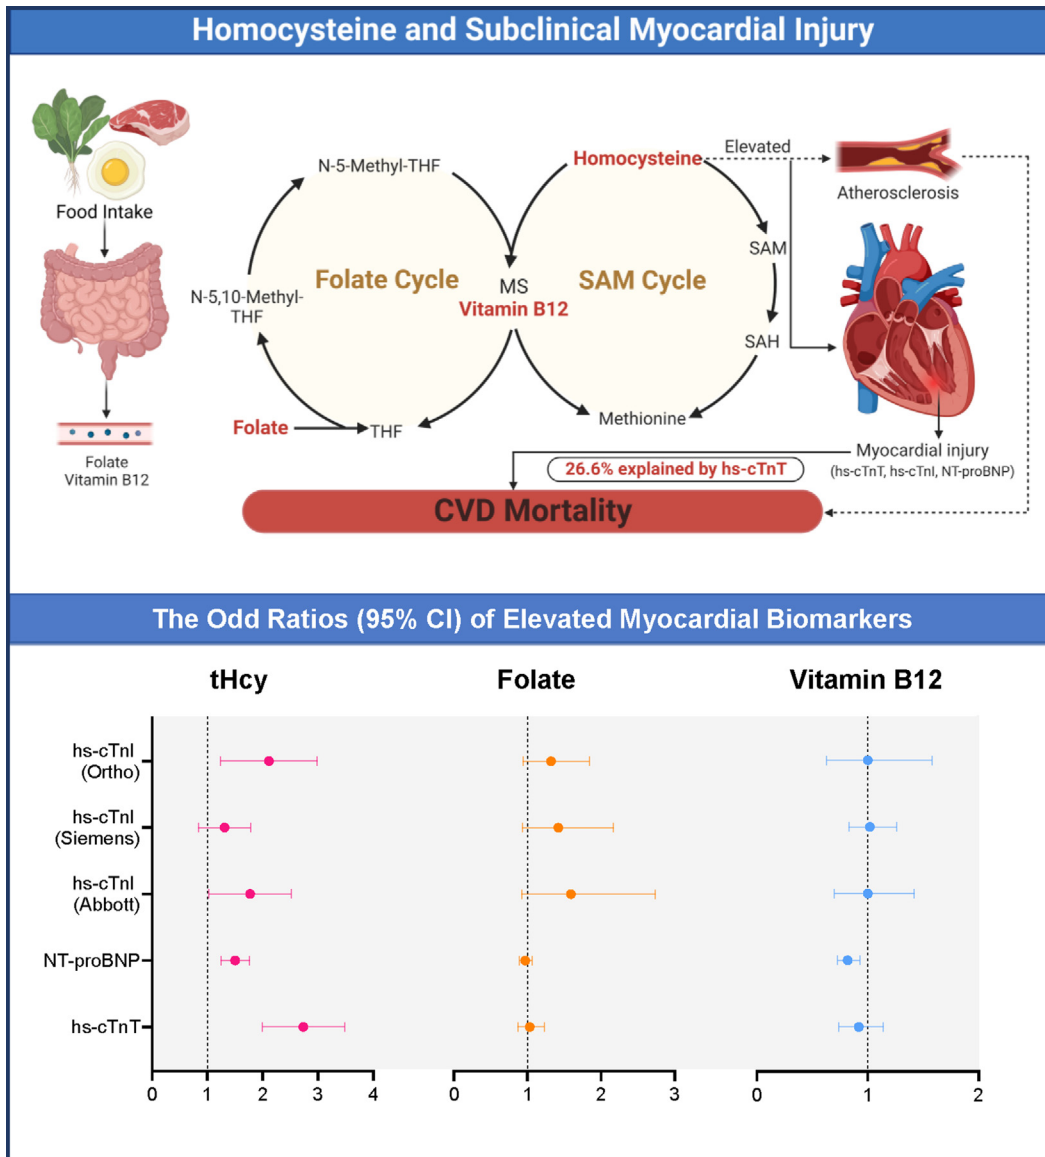 Homocysteine and Subclinical Myocardial Injury
Food Intake
Folate
Vitamin B12
N-5-Methyl-THF
N-5,10-Methyl-
THF
Folate Cycle
Folate
THF
MS
Vitamin B12
Homocysteine
SAM Cycle
SAM
SAH
Methionine
Elevated
Atherosclerosis
Myocardial injury
(hs-cTnT, hs-cTnI, NT-proBNP)
26.6% explained by hs-cTnT
CVD Mortality
The Odd Ratios (95% CI) of Elevated Myocardial Biomarkers
tHcy
Folate
Vitamin B12
hs-cTnI
(Ortho)
hs-cTnI
(Siemens)
hs-cTnI
(Abbott)
NT-proBNP
hs-cTnT
0 1 2 3 4
0 1 2 3
0 1 2